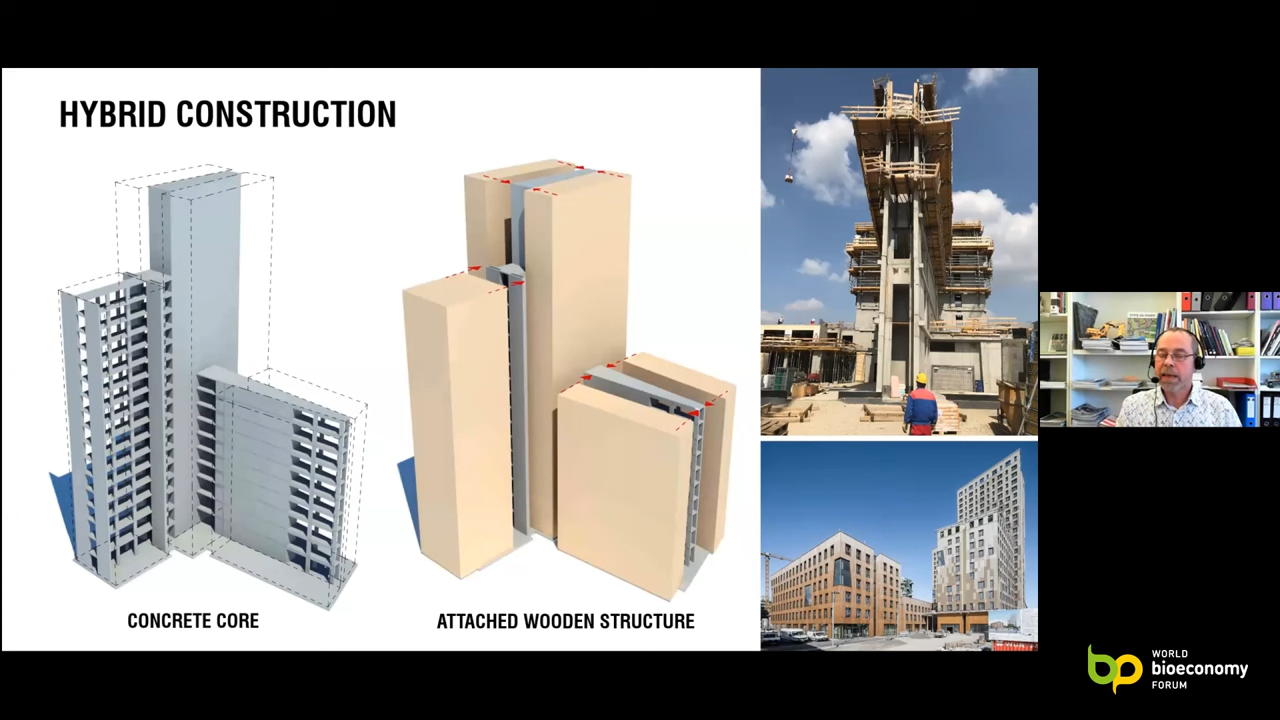 HYBRID CONSTRUCTION
CONCRETE CORE
ATTACHED WOODEN STRUCTURE
WORLD
bioeconomy
FORUM